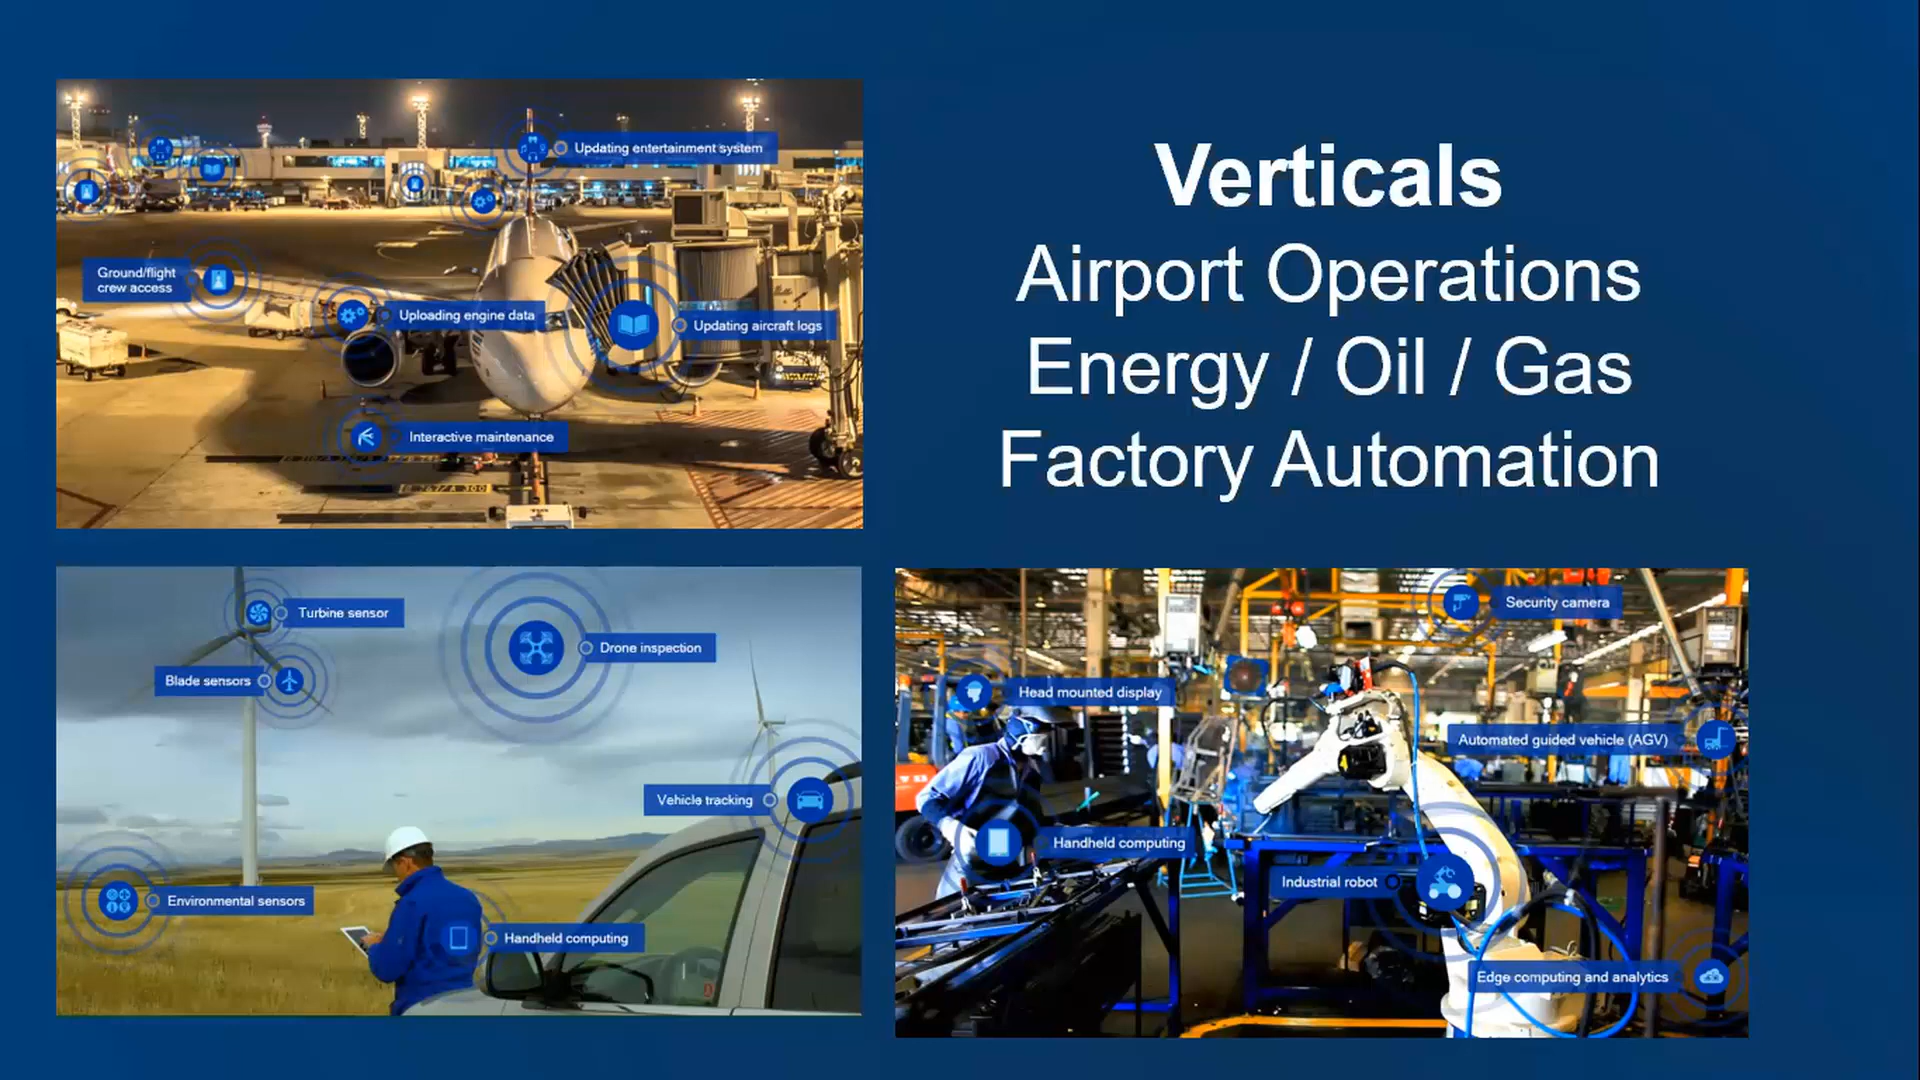 Verticals
Airport Operations
Energy / Oil / Gas
Factory Automation
Updating entertainment system
Ground/flight
crew access
Uploading engine data
Updating aircraft logs
Interactive maintenance
Turbine sensor
Drone inspection
Blade sensors
Vehicle tracking
Environmental sensors
Handheld computing
Security camera
Head mounted display
Automated guided vehicle (AGV)
Handheld computing
Industrial robot
Edge computing and analytics